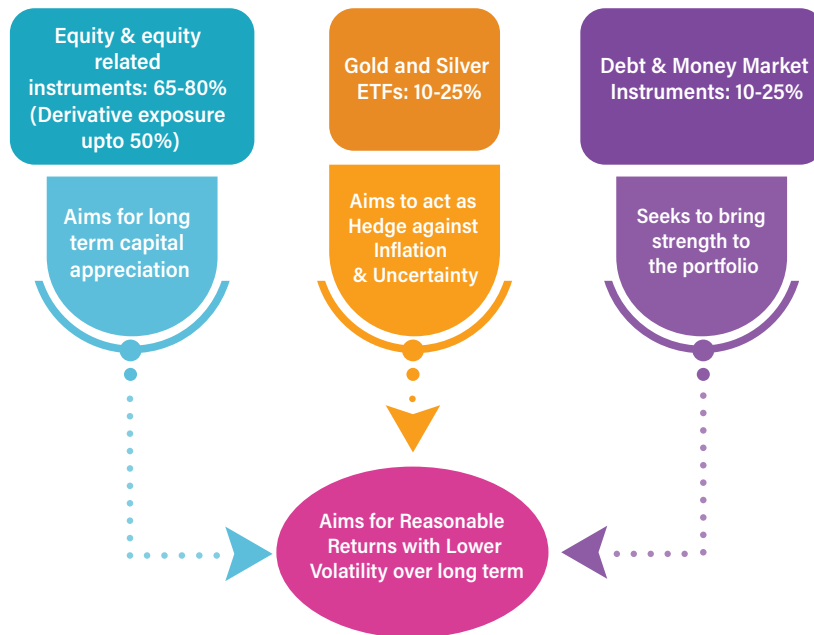 Equity & equity
related
instruments: 65-80%
(Derivative exposure
upto 50%)
Gold and Silver
ETFs: 10-25%
Debt & Money Market
Instruments: 10-25%
Aims for long
term capital
appreciation
Aims to act as
Hedge against
Inflation
& Uncertainty
Seeks to bring
strength to
the portfolio
Aims for Reasonable
Returns with Lower
Volatility over long term